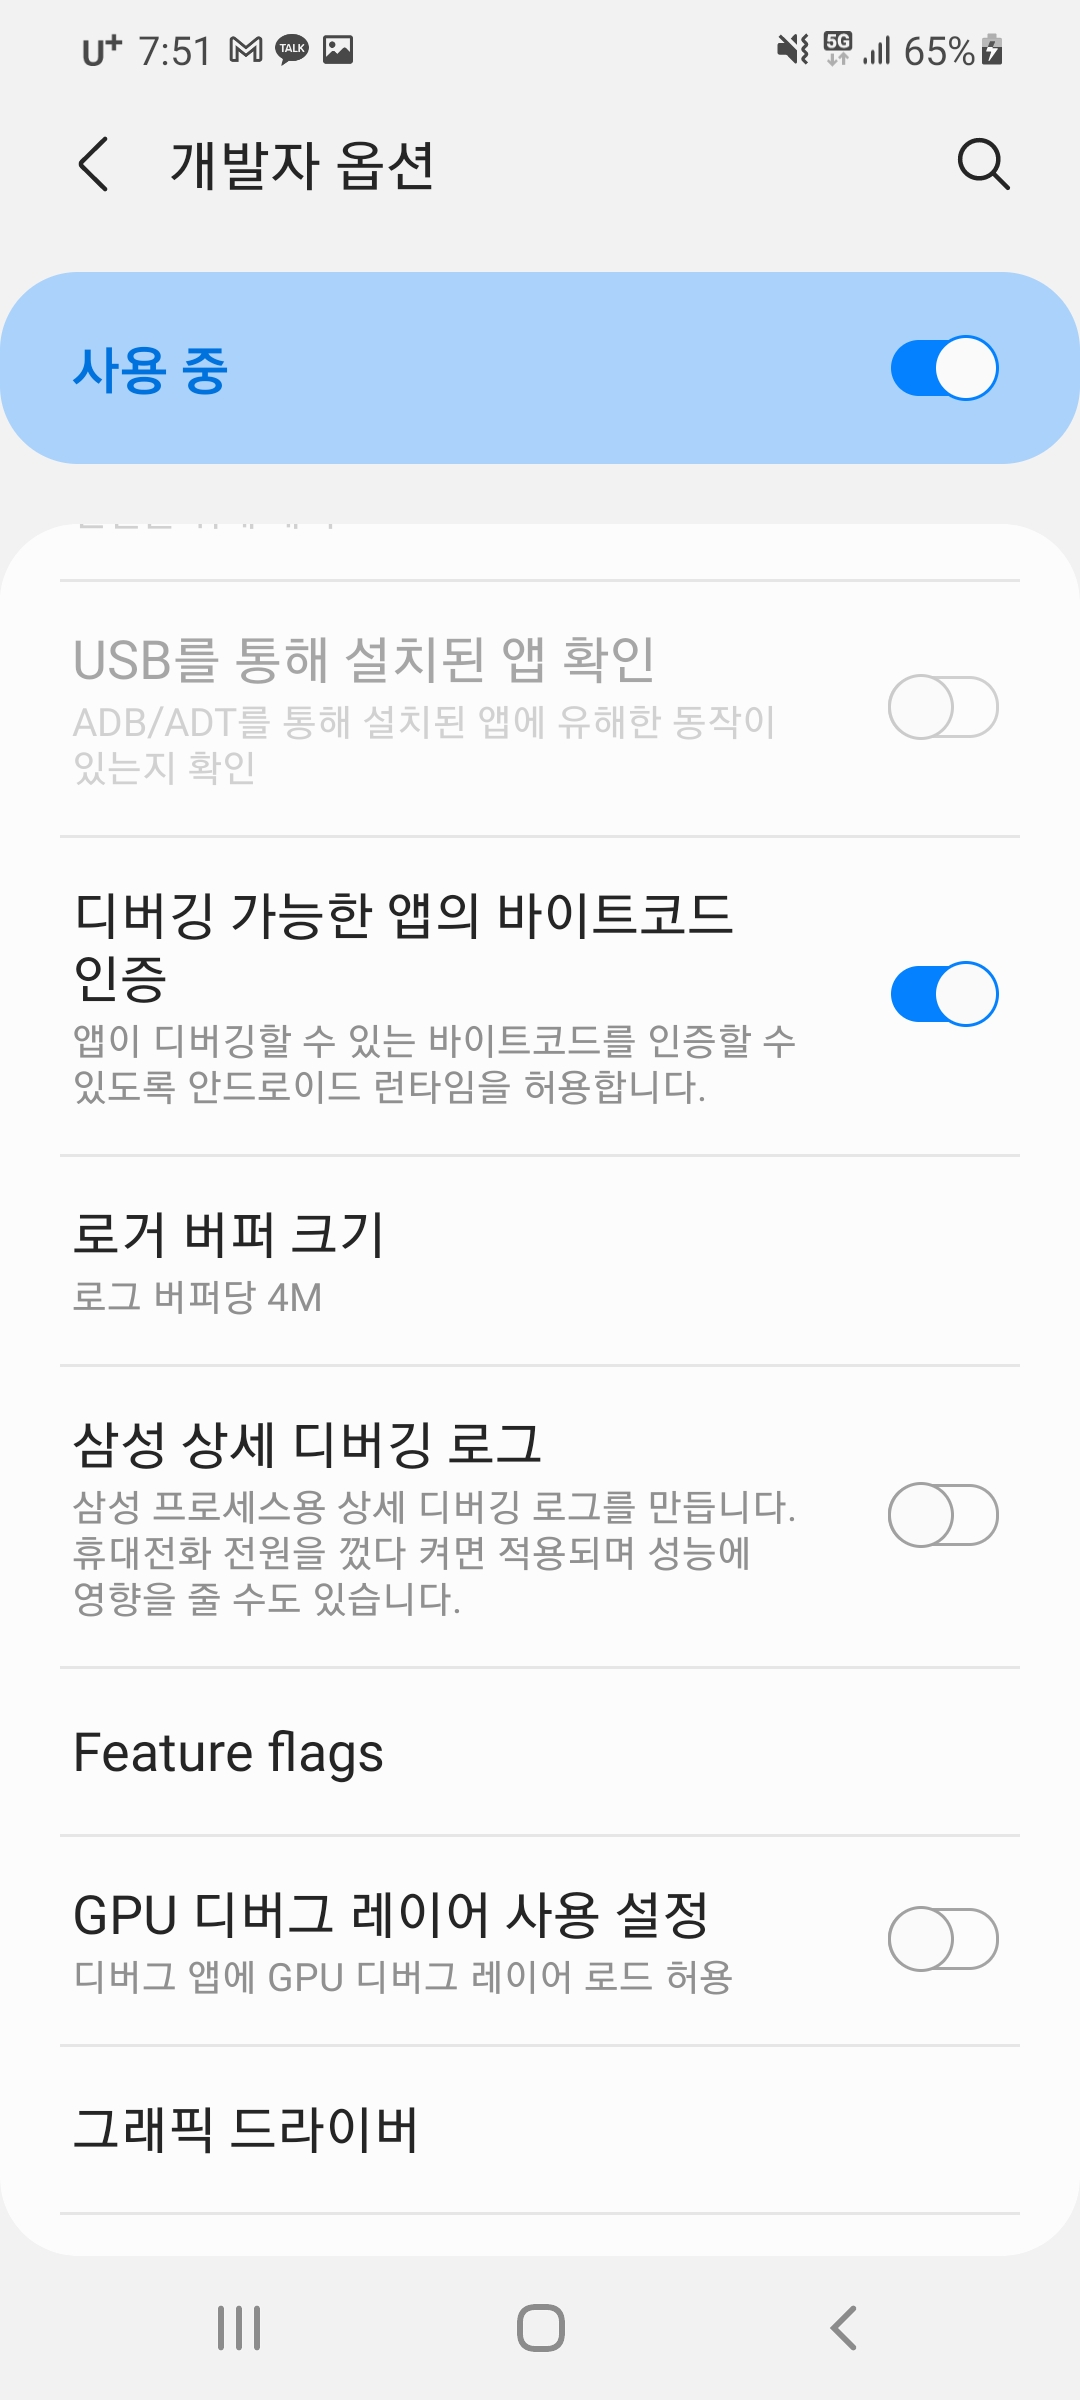 U+ 7:51 TALK 5G 65%
개발자 옵션
사용 중
USB를 통해 설치된 앱 확인
ADB/ADT를 통해 설치된 앱에 유해한 동작이
있는지 확인
디버깅 가능한 앱의 바이트코드
인증
앱이 디버깅할 수 있는 바이트코드를 인증할 수
있도록 안드로이드 런타임을 허용합니다.
로거 버퍼 크기
로그 버퍼당 4M
삼성 상세 디버깅 로그
삼성 프로세스용 상세 디버깅 로그를 만듭니다.
휴대전화 전원을 껐다 켜면 적용되며 성능에
영향을 줄 수도 있습니다.
Feature flags
GPU 디버그 레이어 사용 설정
디버그 앱에 GPU 디버그 레이어 로드 허용
그래픽 드라이버